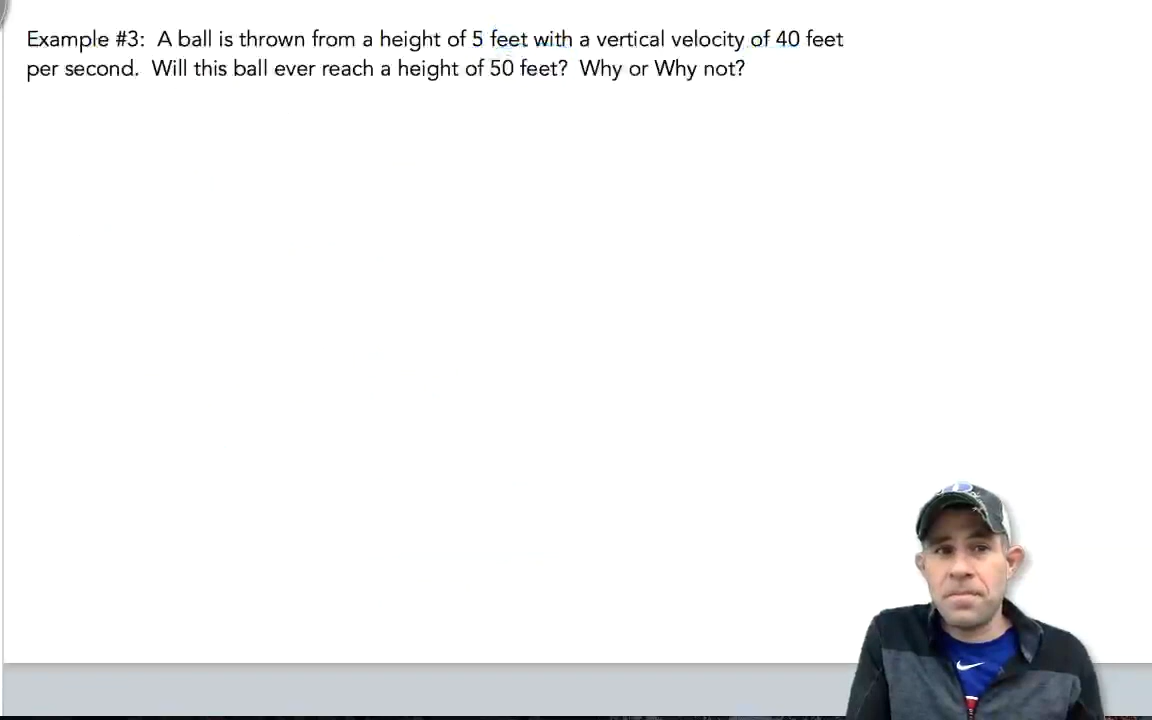 Example #3:  A ball is thrown from a height of 5 feet with a vertical velocity of 40 feet
per second.  Will this ball ever reach a height of 50 feet?  Why or Why not?